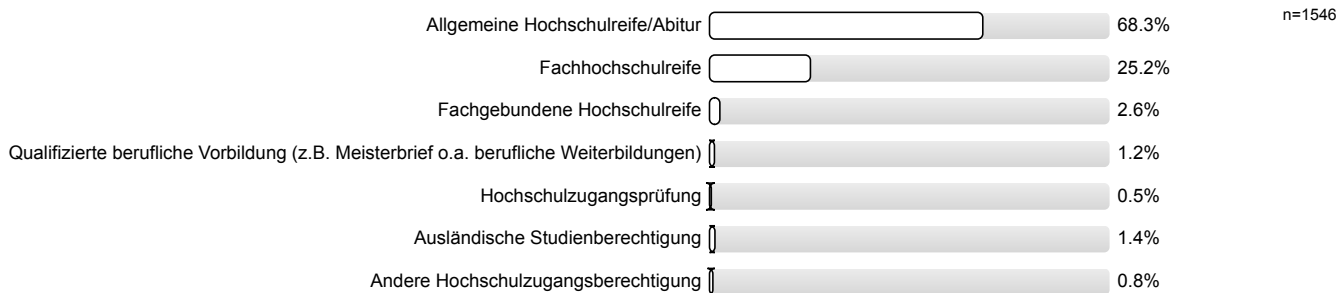 Allgemeine Hochschulreife/Abitur 68.3% n=1546
Fachhochschulreife 25.2%
Fachgebundene Hochschulreife 2.6%
Qualifizierte berufliche Vorbildung (z.B. Meisterbrief o.a. berufliche Weiterbildungen) 1.2%
Hochschulzugangsprüfung 0.5%
Ausländische Studienberechtigung 1.4%
Andere Hochschulzugangsberechtigung 0.8%